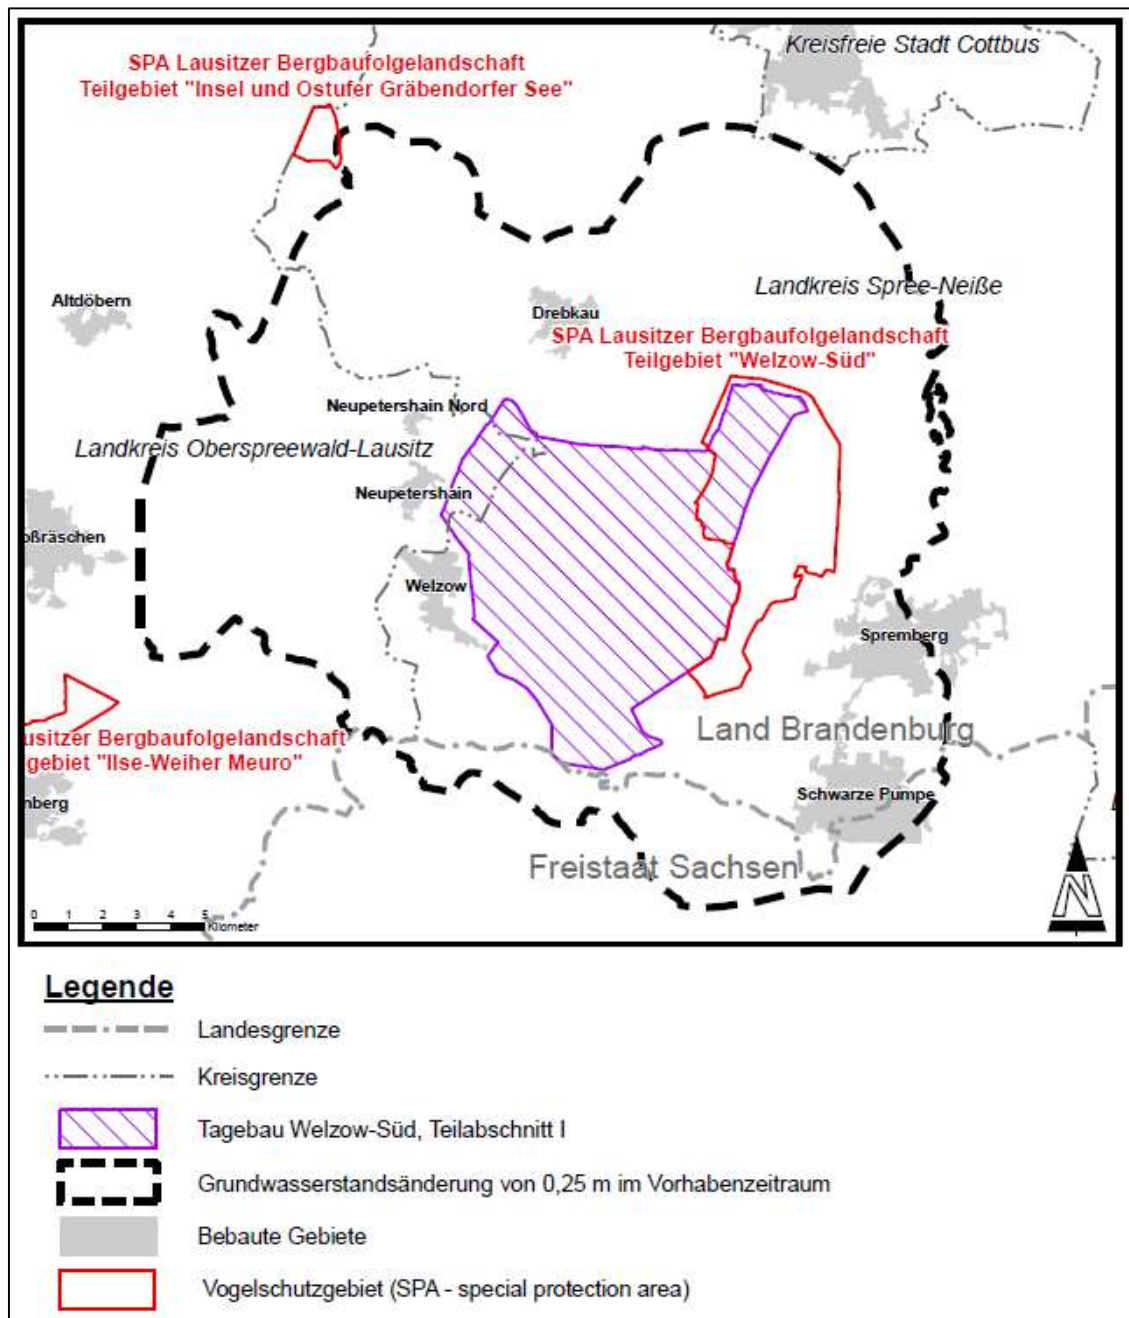 Kreisfreie Stadt Cottbus
SPA Lausitzer Bergbaufolgelandschaft
Teilgebiet "Insel und Ostufer Gräbendorfer See"
Landkreis Spree-Neiße
Altdöbern
Drebkau
SPA Lausitzer Bergbaufolgelandschaft
Teilgebiet "Welzow-Süd"
Neupetershain Nord
Landkreis Oberspreewald-Lausitz
Neupetershain
oßräschen
Welzow
Spremberg
Land Brandenburg
usitzer Bergbaufolgelandschaft
gebiet "Ilse-Weiher Meuro"
nberg
Schwarze Pumpe
Freistaat Sachsen
N
0 1 2 3 4 5
Kilometer
Legende
Landesgrenze
Kreisgrenze
Tagebau Welzow-Süd, Teilabschnitt I
Grundwasserstandsänderung von 0,25 m im Vorhabenzeitraum
Bebaute Gebiete
Vogelschutzgebiet (SPA - special protection area)